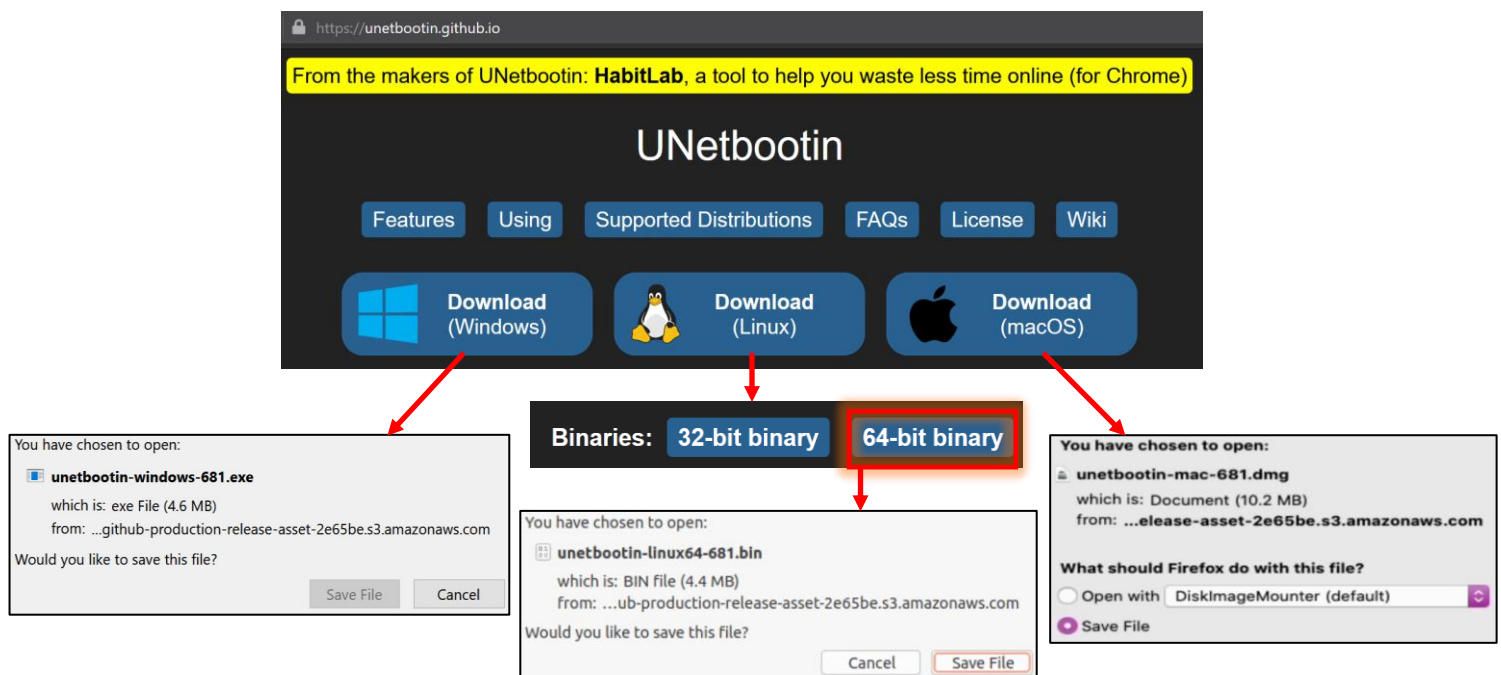 https://unetbootin.github.io
From the makers of UNetbootin: HabitLab, a tool to help you waste less time online (for Chrome)
UNetbootin
Features Using Supported Distributions FAQs License Wiki
Download
(Windows)
Download
(Linux)
Download
(macOS)
Binaries: 32-bit binary 64-bit binary
You have chosen to open:
unetbootin-windows-681.exe
which is: exe File (4.6 MB)
from: ...github-production-release-asset-2e65be.s3.amazonaws.com
Would you like to save this file?
Save File Cancel
You have chosen to open:
unetbootin-linux64-681.bin
which is: BIN file (4.4 MB)
from: ...ub-production-release-asset-2e65be.s3.amazonaws.com
Would you like to save this file?
Cancel Save File
You have chosen to open:
unetbootin-mac-681.dmg
which is: Document (10.2 MB)
from: ...elease-asset-2e65be.s3.amazonaws.com
What should Firefox do with this file?
Open with DiskImageMounter (default)
Save File